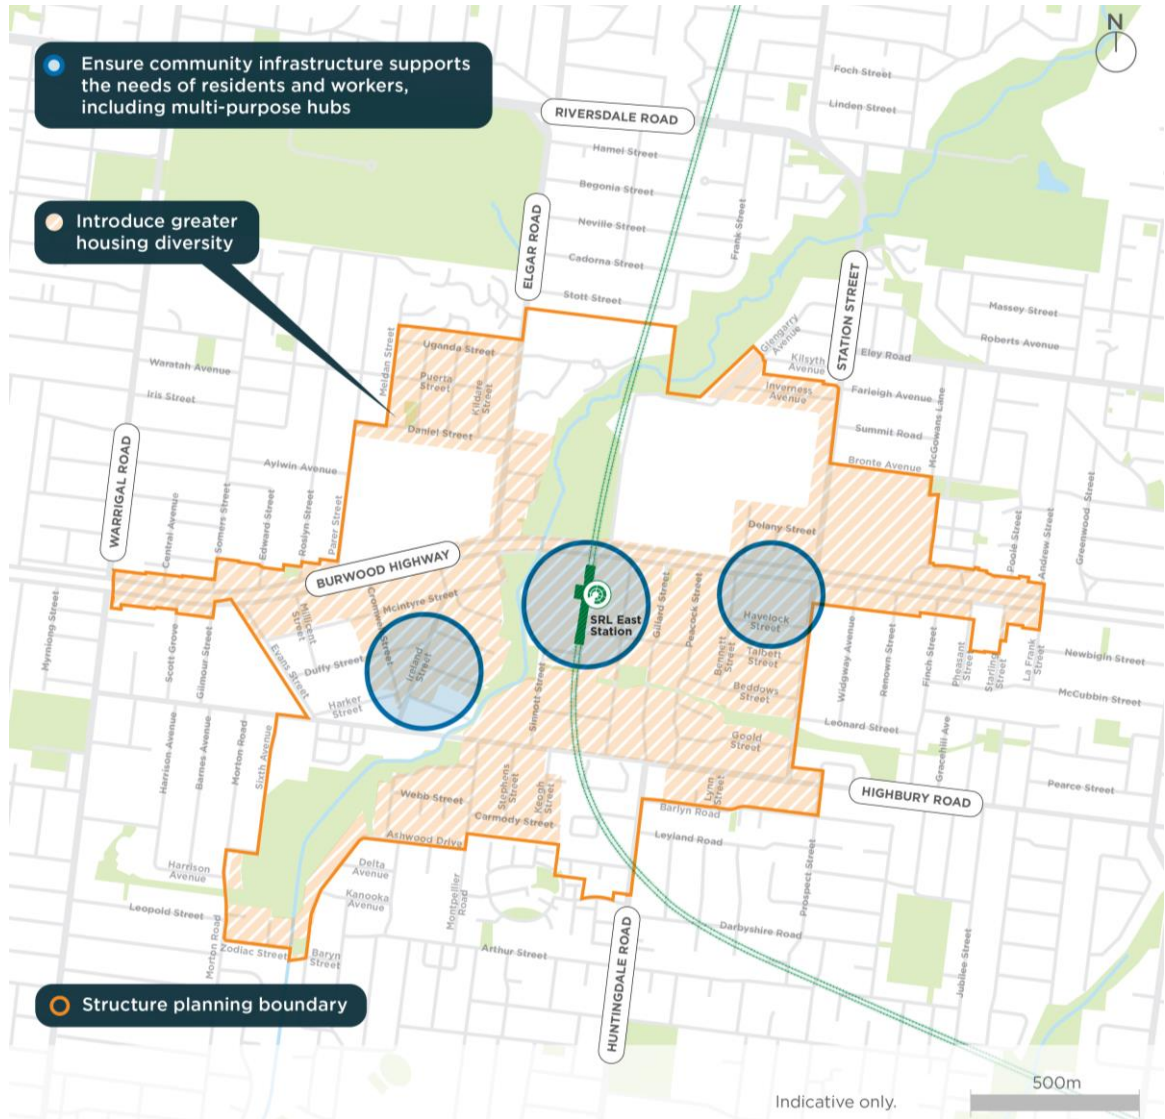 N
Ensure community infrastructure supports
the needs of residents and workers,
including multi-purpose hubs
Foch Street
Linden Street
RIVERSDALE ROAD
Hamel Street
Begonia Street
Neville Street
Frank Street
Cadorna Street
Stott Street
Introduce greater
housing diversity
ELGAR ROAD
STATION STREET
Massey Street
Roberts Avenue
Glengarry
Avenue
Kilsyth
Avenue
Eley Road
Inverness
Avenue
Farleigh Avenue
McGowans Lane
Summit Road
Bronte Avenue
Meldan Street
Uganda Street
Puerta
Street
Kildare
Street
Daniel Street
Waratah Avenue
Iris Street
Aylwin Avenue
WARRIGAL ROAD
Central Avenue
Somers Street
Edward Street
Roslyn Street
Parer Street
BURWOOD HIGHWAY
Delany Street
Poole Street
Andrew Street
Greenwood Street
Myrniong Street
Scott Grove
Gilmour Street
Evans Street
Millicent
Street
Duffy Street
Harker
Street
Cromwell Street
McIntyre Street
Ireland
Street
SRL East
Station
Sinnott Street
Gillard Street
Peacock Street
Bennett
Street
Havelock
Street
Talbett
Street
Beddows
Street
Goold
Street
Widgway Avenue
Renown Street
Finch Street
Pheasant
Street
Starling
Street
La Frank
Street
Newbigin Street
McCubbin Street
Leonard Street
Gracehill Ave
Pearce Street
HIGHBURY ROAD
Harrison Avenue
Barnes Avenue
Morton Road
Sixth Avenue
Webb Street
Stephens
Street
Keogh
Street
Carmody Street
Ashwood Drive
Lynn
Street
Barlyn Road
Leyland Road
Prospect Street
Harrison
Avenue
Leopold Street
Morton Road
Zodiac Street
Baryn
Street
Delta
Avenue
Kanooka
Avenue
Montpellier
Road
Arthur Street
Darbyshire Road
HUNTINGDALE ROAD
Jubilee Street
Structure planning boundary
Indicative only.
500m